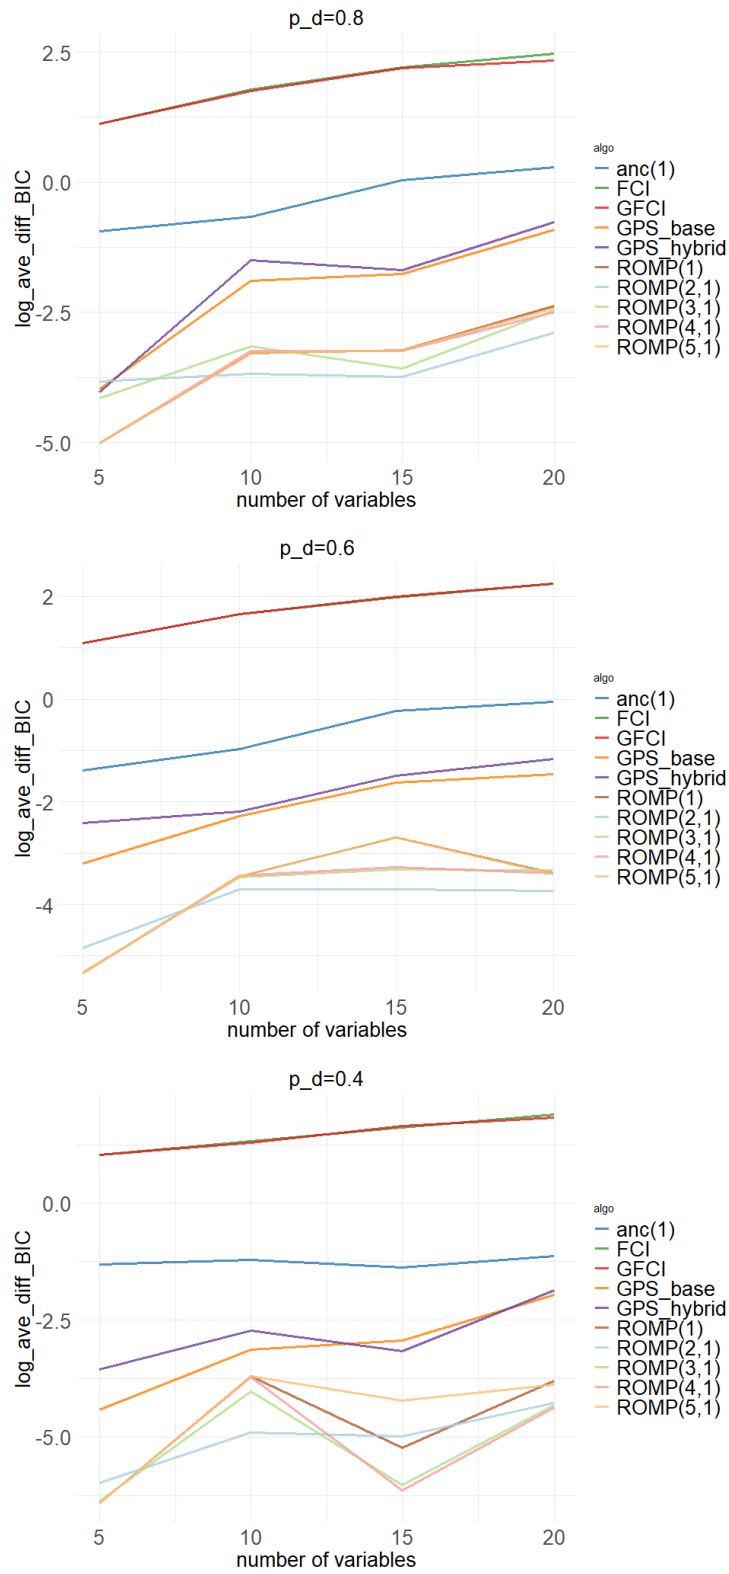 p_d=0.8
2.5
0.0
-2.5
-5.0
log_ave_diff_BIC
5 10 15 20
number of variables
algo
anc(1)
FCI
GFCI
GPS_base
GPS_hybrid
ROMP(1)
ROMP(2,1)
ROMP(3,1)
ROMP(4,1)
ROMP(5,1)
p_d=0.6
2
0
-2
-4
log_ave_diff_BIC
5 10 15 20
number of variables
algo
anc(1)
FCI
GFCI
GPS_base
GPS_hybrid
ROMP(1)
ROMP(2,1)
ROMP(3,1)
ROMP(4,1)
ROMP(5,1)
p_d=0.4
0.0
-2.5
-5.0
log_ave_diff_BIC
5 10 15 20
number of variables
algo
anc(1)
FCI
GFCI
GPS_base
GPS_hybrid
ROMP(1)
ROMP(2,1)
ROMP(3,1)
ROMP(4,1)
ROMP(5,1)